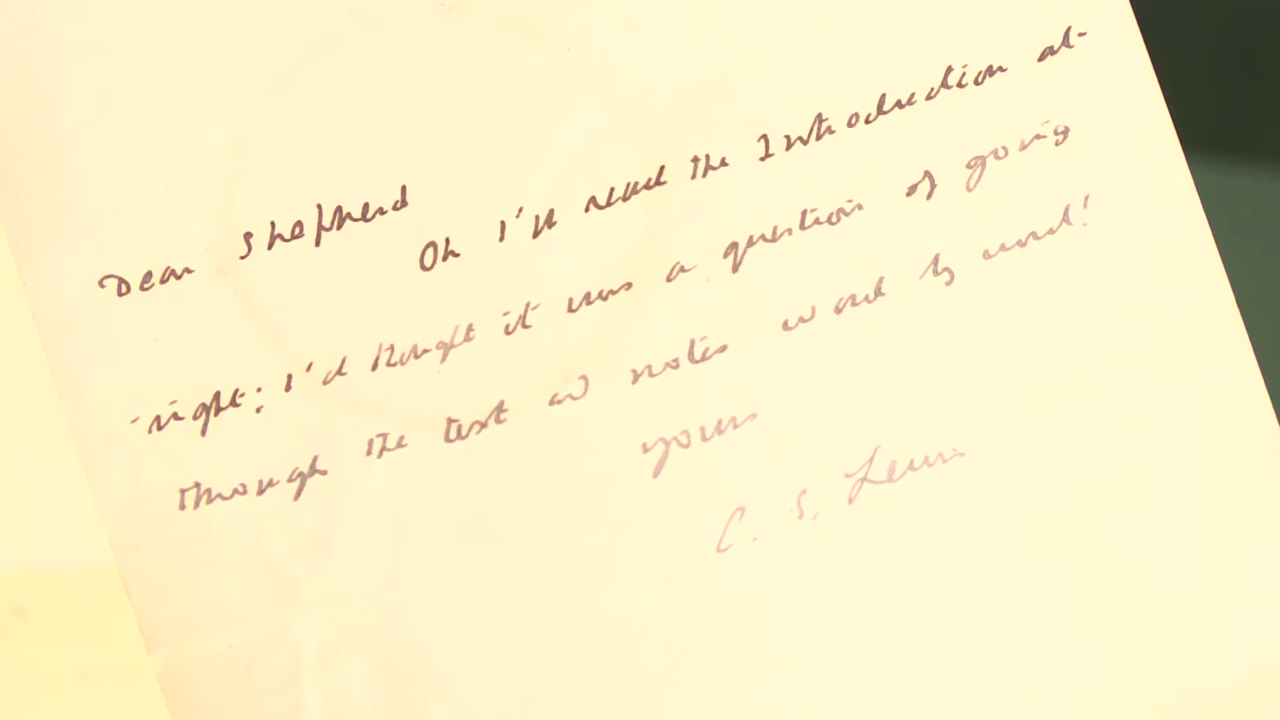 Dear Shepherd
Oh I'll read the Introduction al-
-right: I'd thought it was a question of going
through the text and notes word by word!
yours
C. S. Lewis